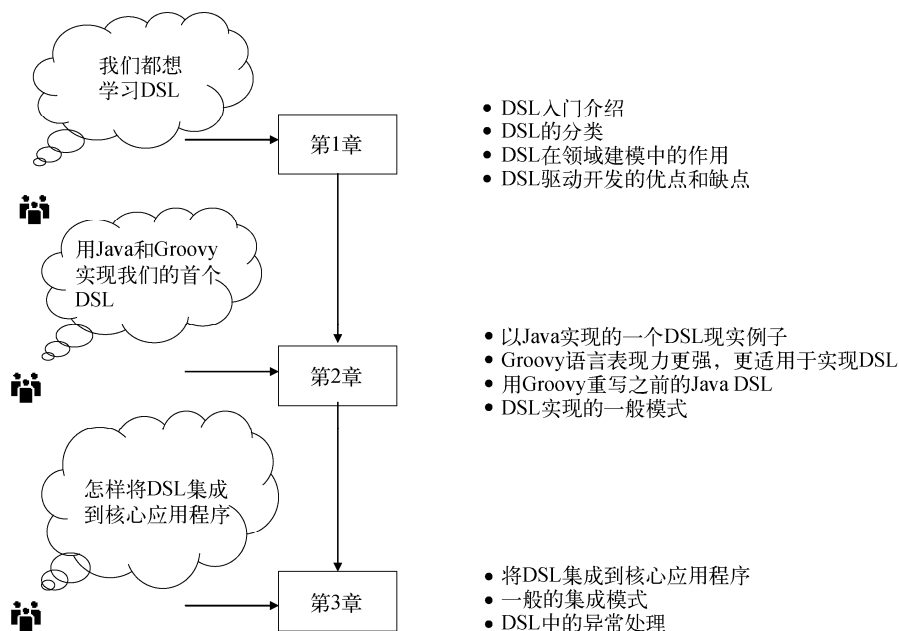 我们都想
学习DSL
第1章
• DSL入门介绍
• DSL的分类
• DSL在领域建模中的作用
• DSL驱动开发的优点和缺点
用Java和Groovy
实现我们的首个
DSL
第2章
• 以Java实现的一个DSL现实例子
• Groovy语言表现力更强，更适用于实现DSL
• 用Groovy重写之前的Java DSL
• DSL实现的一般模式
怎样将DSL集成
到核心应用程序
第3章
• 将DSL集成到核心应用程序
• 一般的集成模式
• DSL中的异常处理